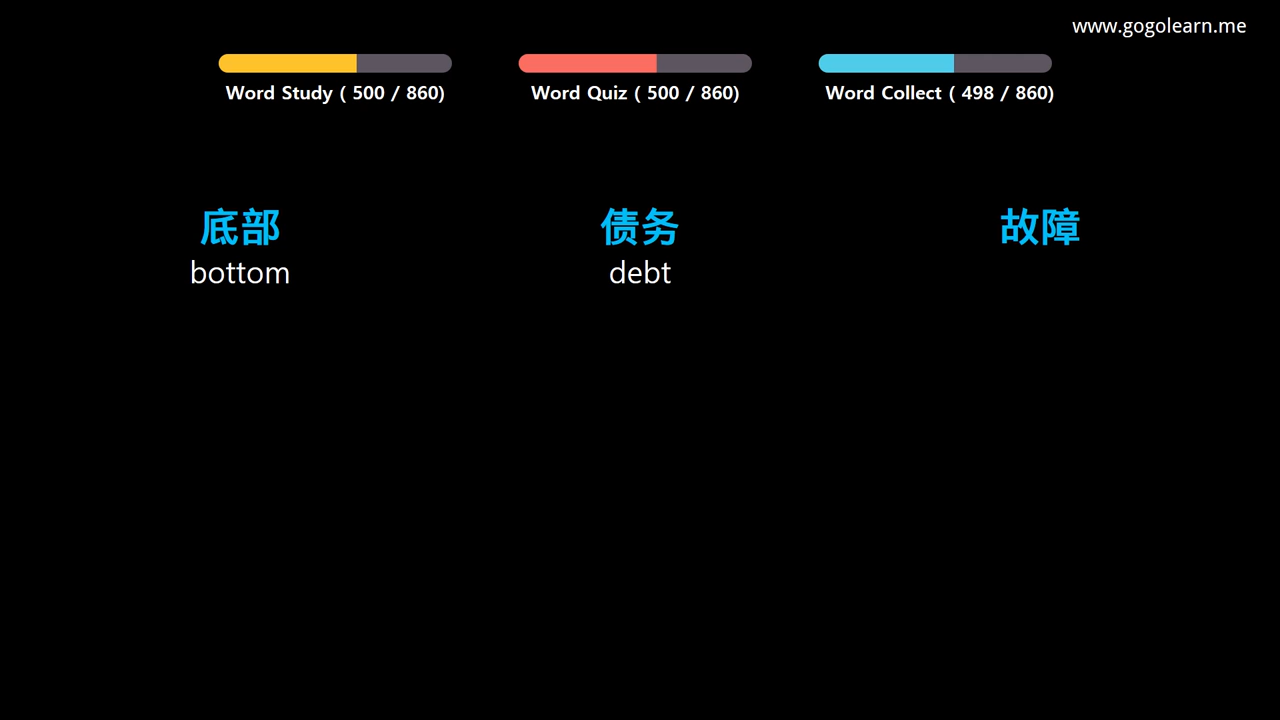 www.gogolearn.me
Word Study ( 500 / 860)
Word Quiz ( 500 / 860)
Word Collect ( 498 / 860)
底部
bottom
债务
debt
故障